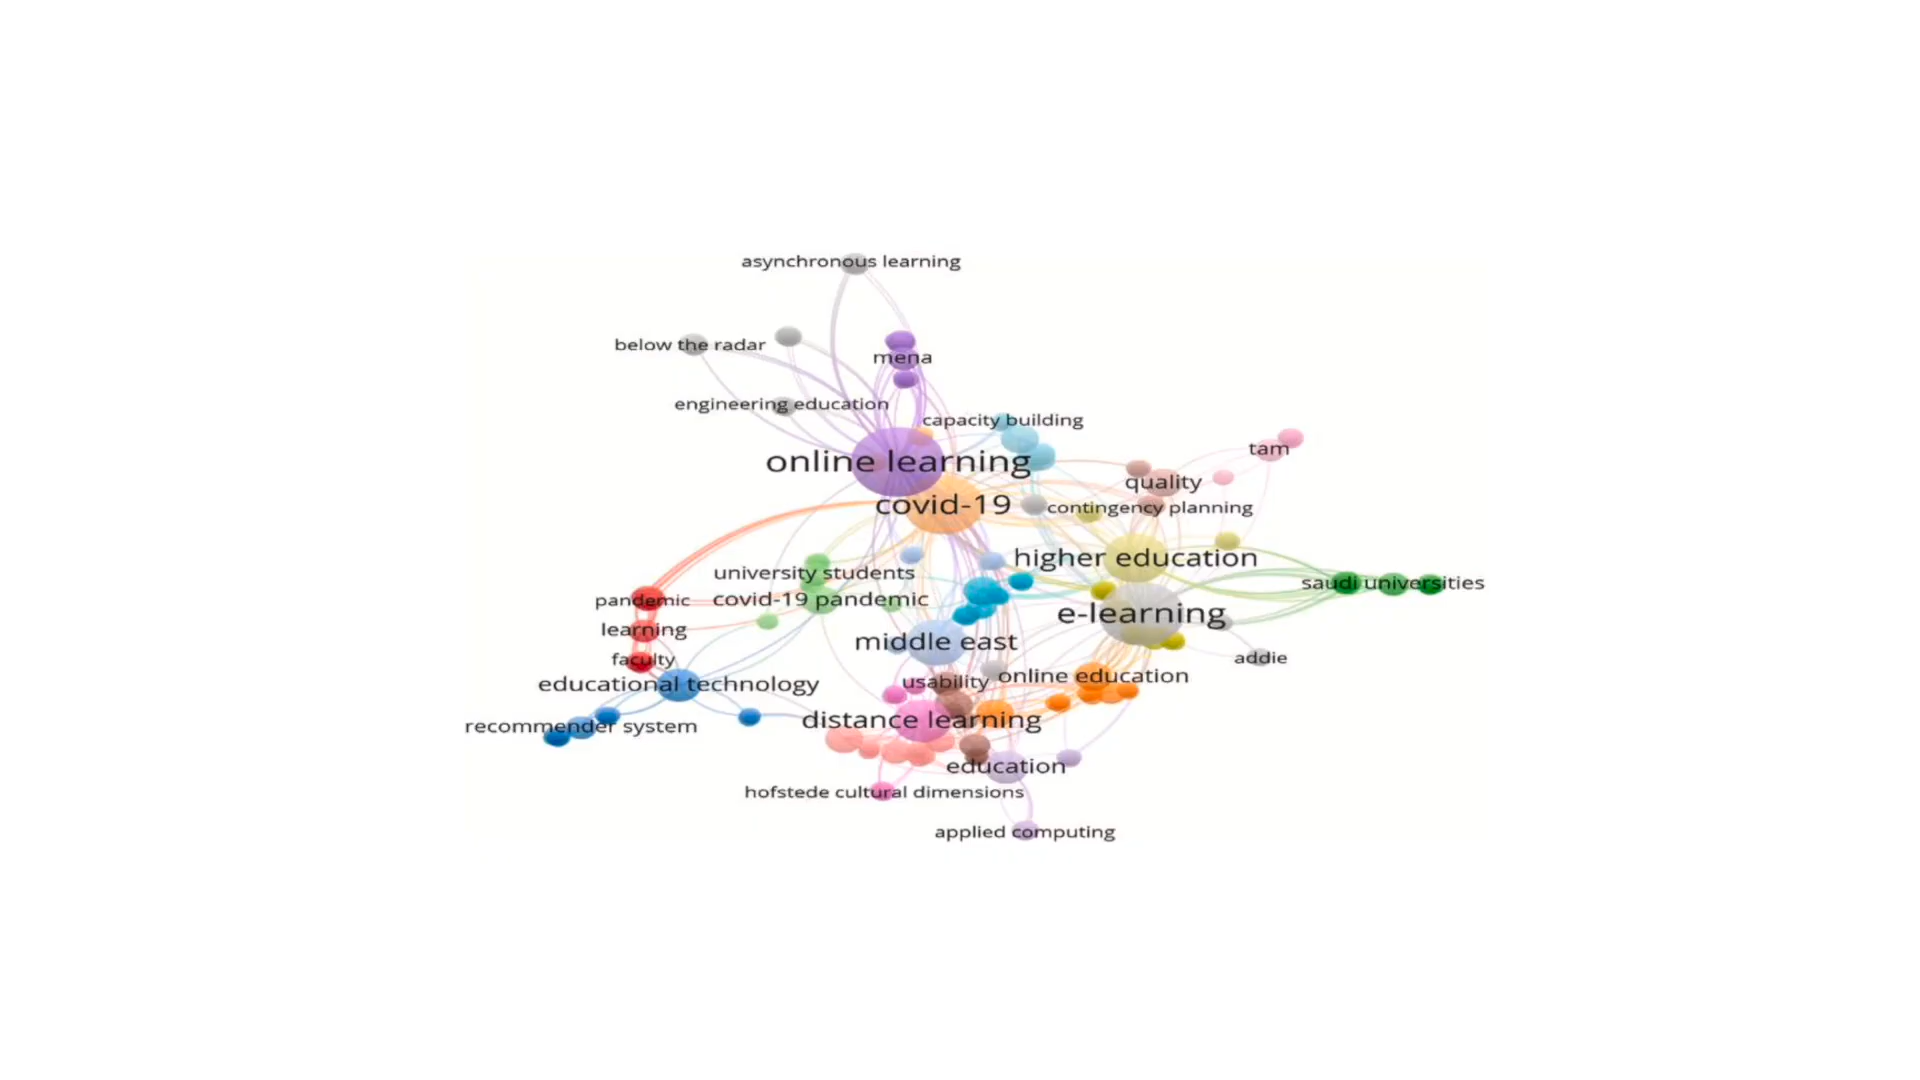 asynchronous learning
below the radar
mena
engineering education
capacity building
tam
online learning
quality
covid-19
contingency planning
higher education
university students
saudi universities
pandemic
covid-19 pandemic
e-learning
learning
middle east
faculty
addie
educational technology
usability
online education
recommender system
distance learning
education
hofstede cultural dimensions
applied computing